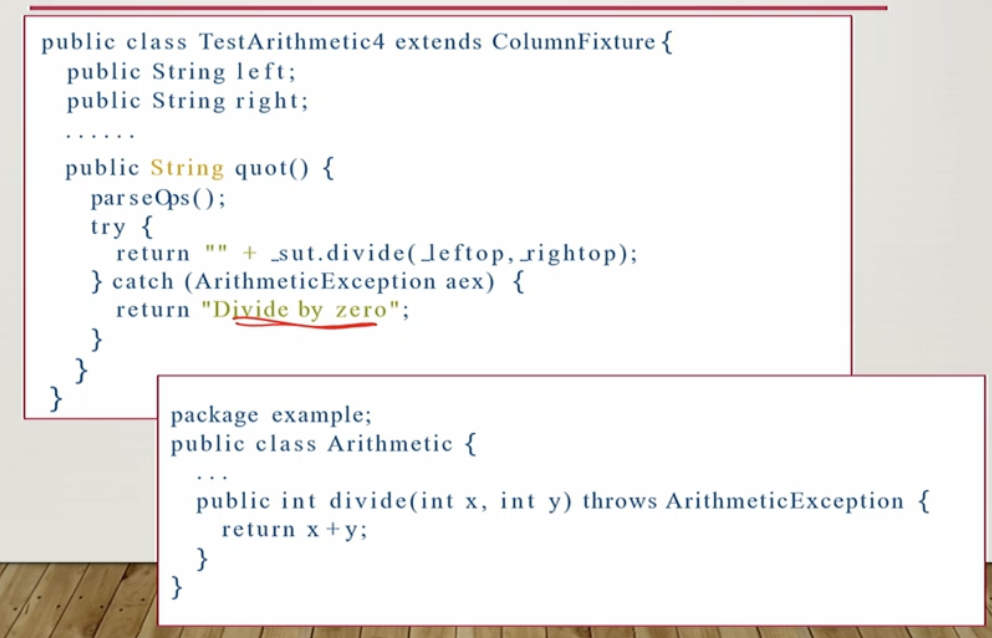 public class TestArithmetic4 extends ColumnFixture{
public String left;
public String right;
......
public String quot() {
parseOps();
try {
return "" + _sut.divide(_leftop,_rightop);
} catch (ArithmeticException aex) {
return "Divide by zero";
}
}
}
package example;
public class Arithmetic {
...
public int divide(int x, int y) throws ArithmeticException {
return x+y;
}
}